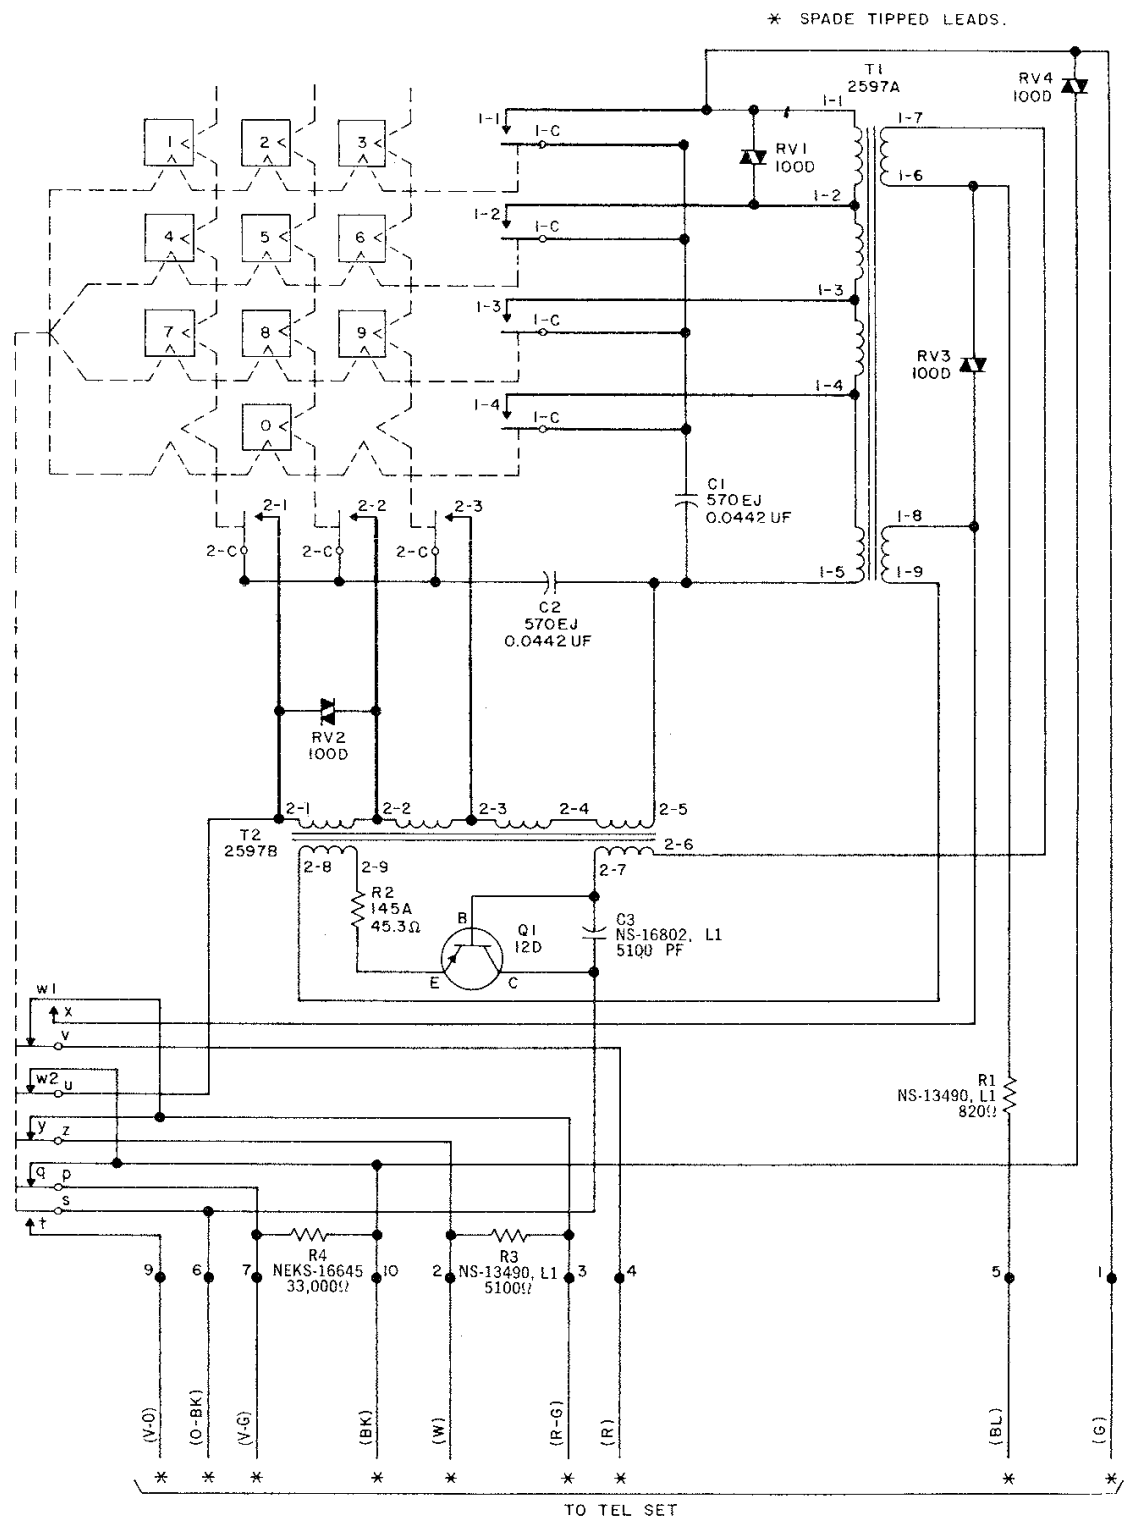 * SPADE TIPPED LEADS.
T1
2597A
RV4
100D
1-1
1-C
1-1
RV1
100D
1-7
1-6
1
2
3
1-2
1-C
1-2
4
5
6
1-3
1-C
1-3
7
8
9
RV3
100D
1-4
1-C
1-4
0
C1
570EJ
0.0442UF
2-1
2-2
2-3
1-8
2-C
2-C
2-C
1-5
1-9
C2
570EJ
0.0442UF
RV2
100D
2-1
2-2
2-3
2-4
2-5
T2
2597B
2-8
2-9
2-7
2-6
R2
145A
45.3Ω
B
Q1
12D
E
C
C3
NS-16802, L1
5100 PF
w1
x
v
w2
u
y
z
q
p
s
t
R1
NS-13490, L1
820Ω
R4
NEKS-16645
33,000Ω
R3
NS-13490, L1
5100Ω
9
6
7
10
2
3
4
5
1
(V-O)
(O-BK)
(V-G)
(BK)
(W)
(R-G)
(R)
(BL)
(G)
* * * * * * * * *
TO TEL SET